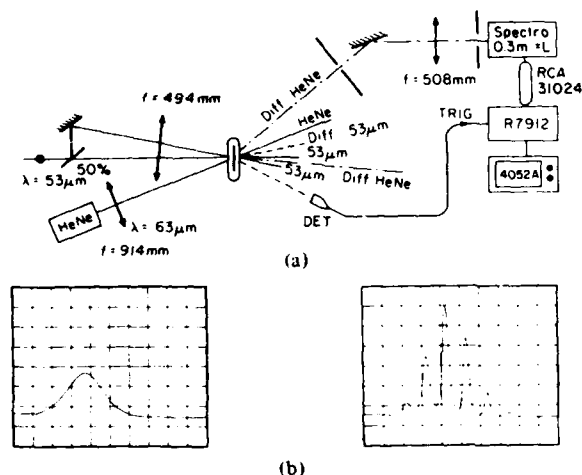 Spectro
0.3m =L
f = 508mm
RCA
31024
Diff HeNe
TRIG
R7912
f = 494mm
HeNe
Diff 53μm
53μm
53μm
Diff HeNe
4052A
50%
λ = 53μm
HeNe
λ = 63μm
f = 914mm
DET
(a)
(b)